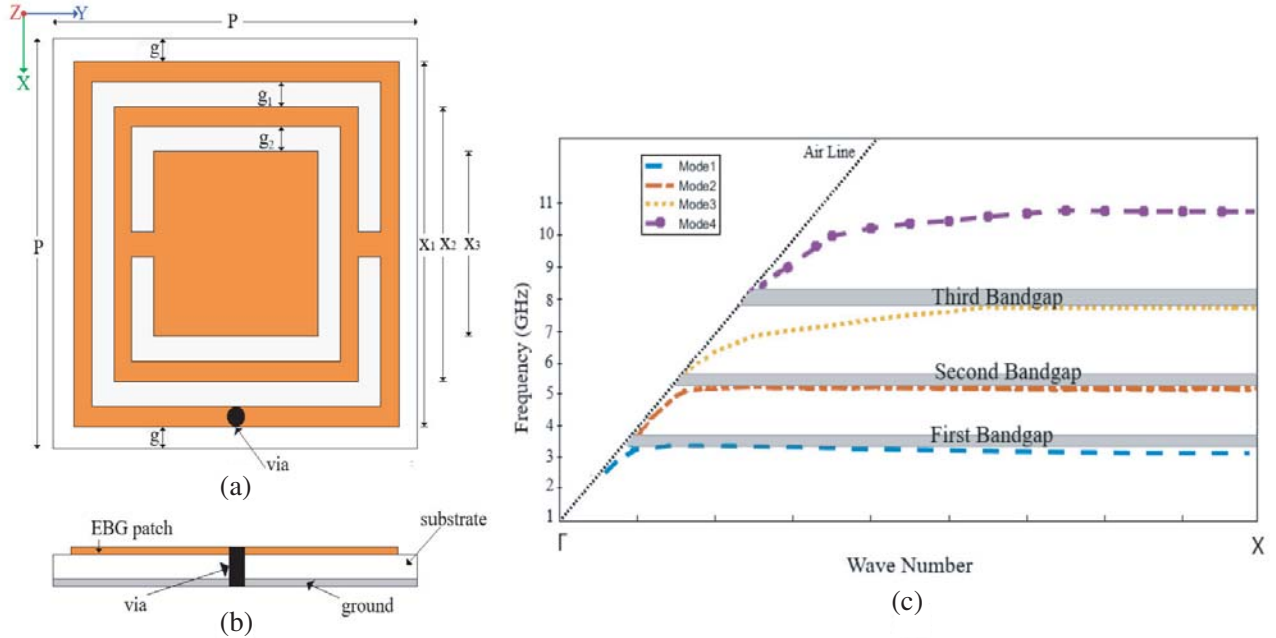 Z
Y
X
P
P
g
g₁
g₂
X₁
X₂
X₃
g
via
(a)
EBG patch
substrate
via
ground
(b)
Air Line
Mode1
Mode2
Mode3
Mode4
Frequency (GHz)
11
10
9
8
7
6
5
4
3
2
1
Third Bandgap
Second Bandgap
First Bandgap
Γ
X
Wave Number
(c)